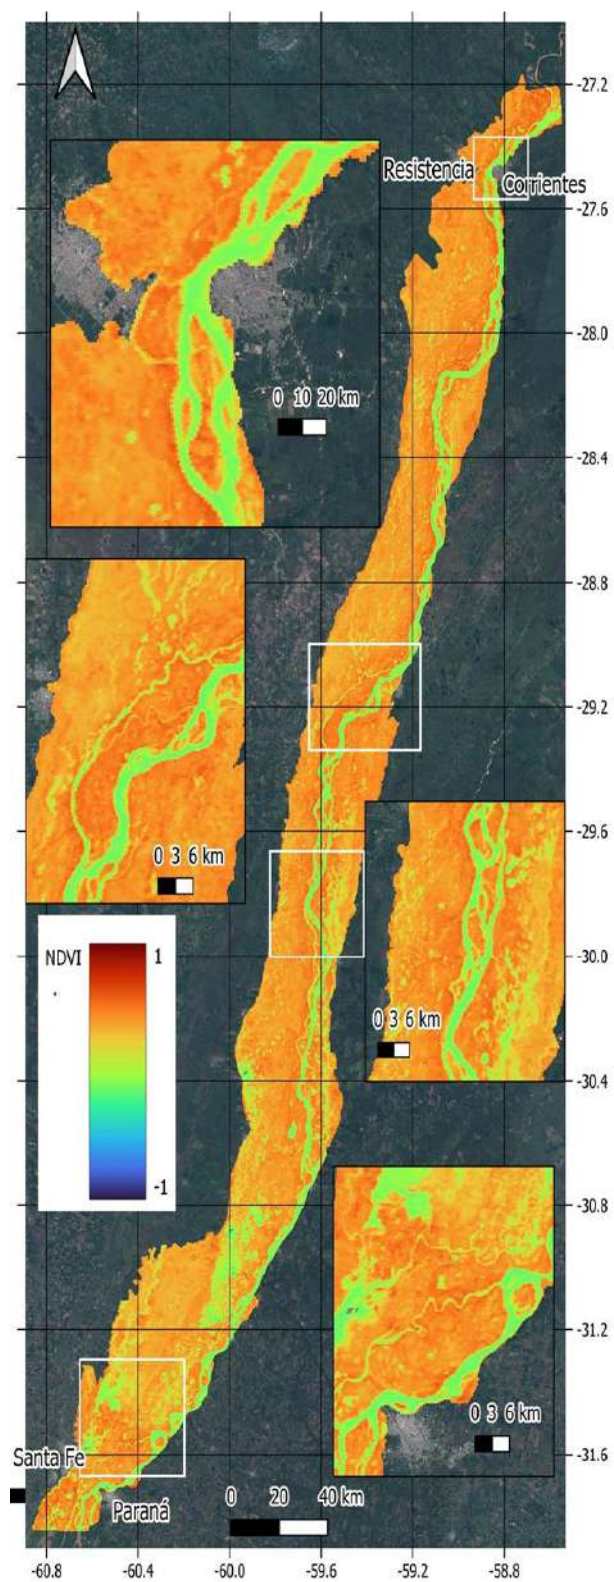 -27.2
Resistencia
Corrientes
-27.6
-28.0
0 10 20 km
-28.4
-28.8
-29.2
0 3 6 km
-29.6
NDVI
1
-30.0
0 3 6 km
-30.4
-1
-30.8
-31.2
0 3 6 km
-31.6
Santa Fe
Paraná
0 20 40 km
-60.8 -60.4 -60.0 -59.6 -59.2 -58.8